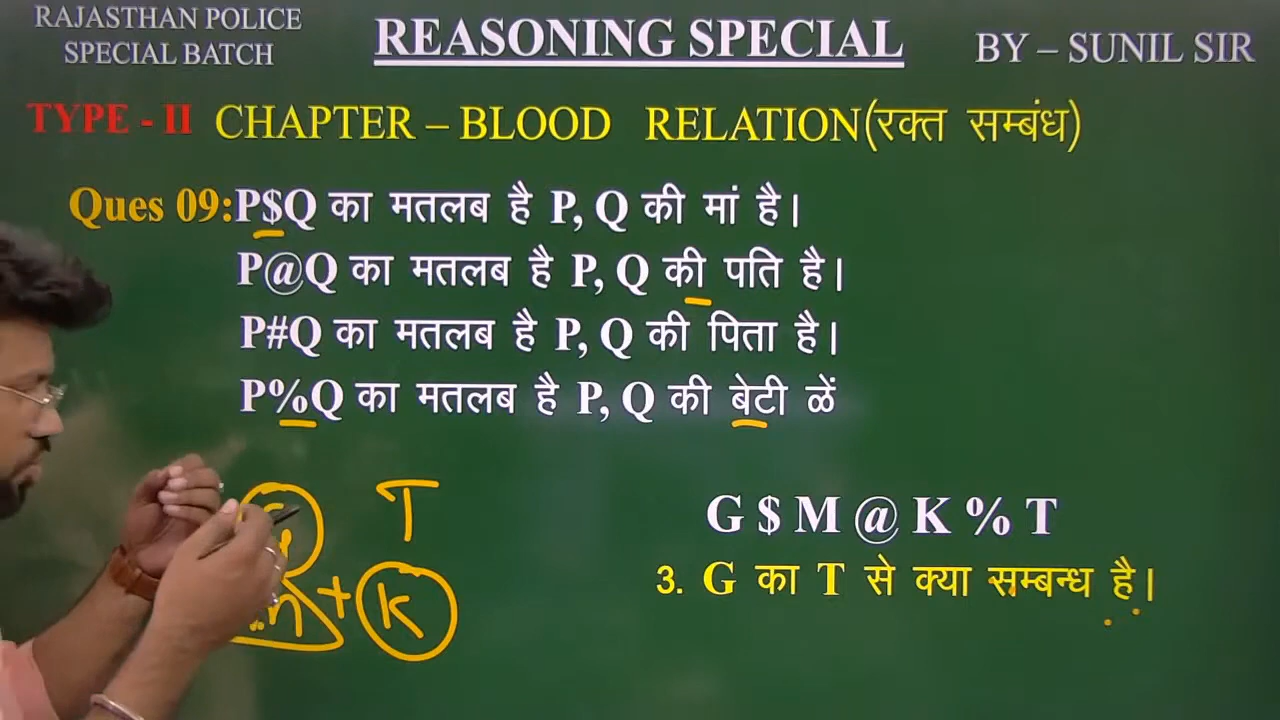 RAJASTHAN POLICE
SPECIAL BATCH
REASONING SPECIAL
BY – SUNIL SIR
TYPE - II CHAPTER – BLOOD RELATION(रक्त सम्बंध)
Ques 09:P$Q का मतलब है P, Q की मां है।
P@Q का मतलब है P, Q की पति है।
P#Q का मतलब है P, Q की पिता है।
P%Q का मतलब है P, Q की बेटी ळें
T
+ K
G $ M @ K % T
3. G का T से क्या सम्बन्ध है।